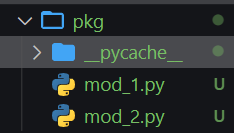 pkg
__pycache__
mod_1.py U
mod_2.py U